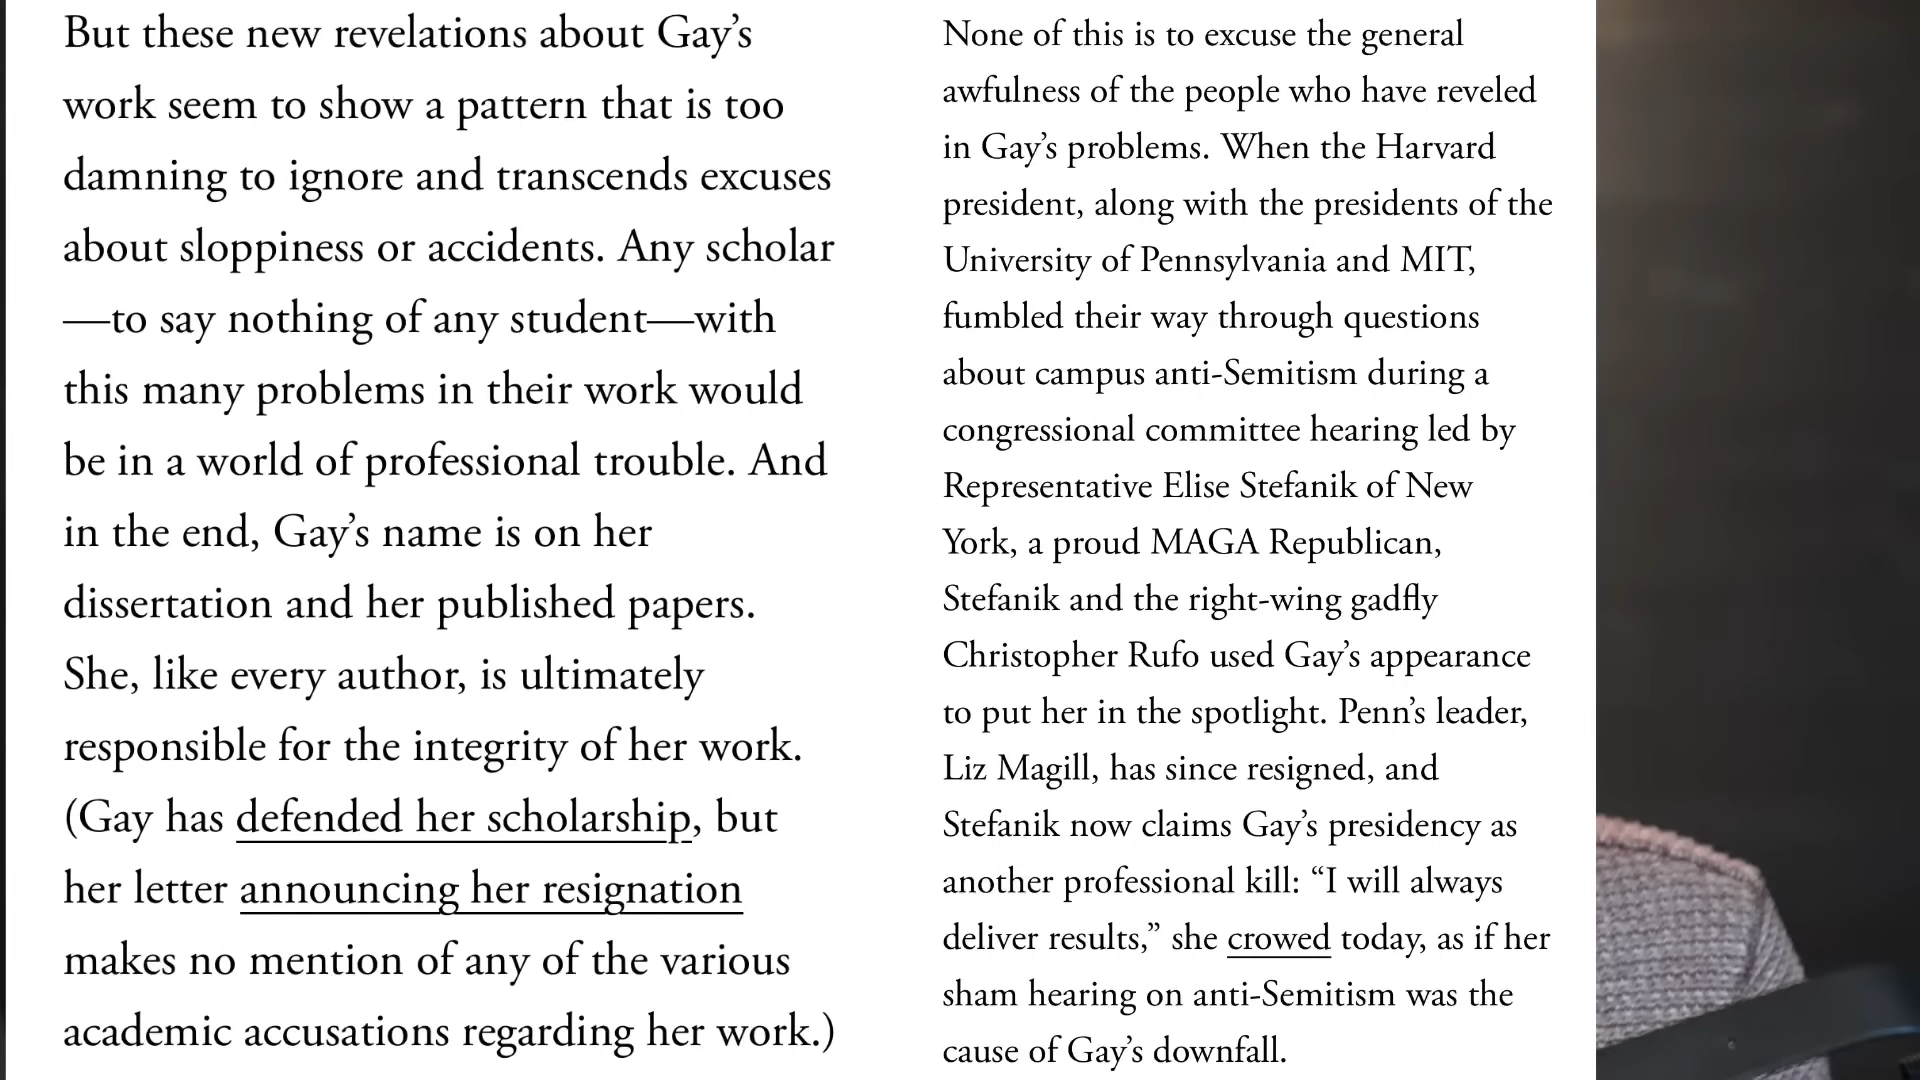 But these new revelations about Gay’s
work seem to show a pattern that is too
damning to ignore and transcends excuses
about sloppiness or accidents. Any scholar
—to say nothing of any student—with
this many problems in their work would
be in a world of professional trouble. And
in the end, Gay’s name is on her
dissertation and her published papers.
She, like every author, is ultimately
responsible for the integrity of her work.
(Gay has defended her scholarship, but
her letter announcing her resignation
makes no mention of any of the various
academic accusations regarding her work.)
None of this is to excuse the general
awfulness of the people who have reveled
in Gay’s problems. When the Harvard
president, along with the presidents of the
University of Pennsylvania and MIT,
fumbled their way through questions
about campus anti-Semitism during a
congressional committee hearing led by
Representative Elise Stefanik of New
York, a proud MAGA Republican,
Stefanik and the right-wing gadfly
Christopher Rufo used Gay’s appearance
to put her in the spotlight. Penn’s leader,
Liz Magill, has since resigned, and
Stefanik now claims Gay’s presidency as
another professional kill: “I will always
deliver results,” she crowed today, as if her
sham hearing on anti-Semitism was the
cause of Gay’s downfall.